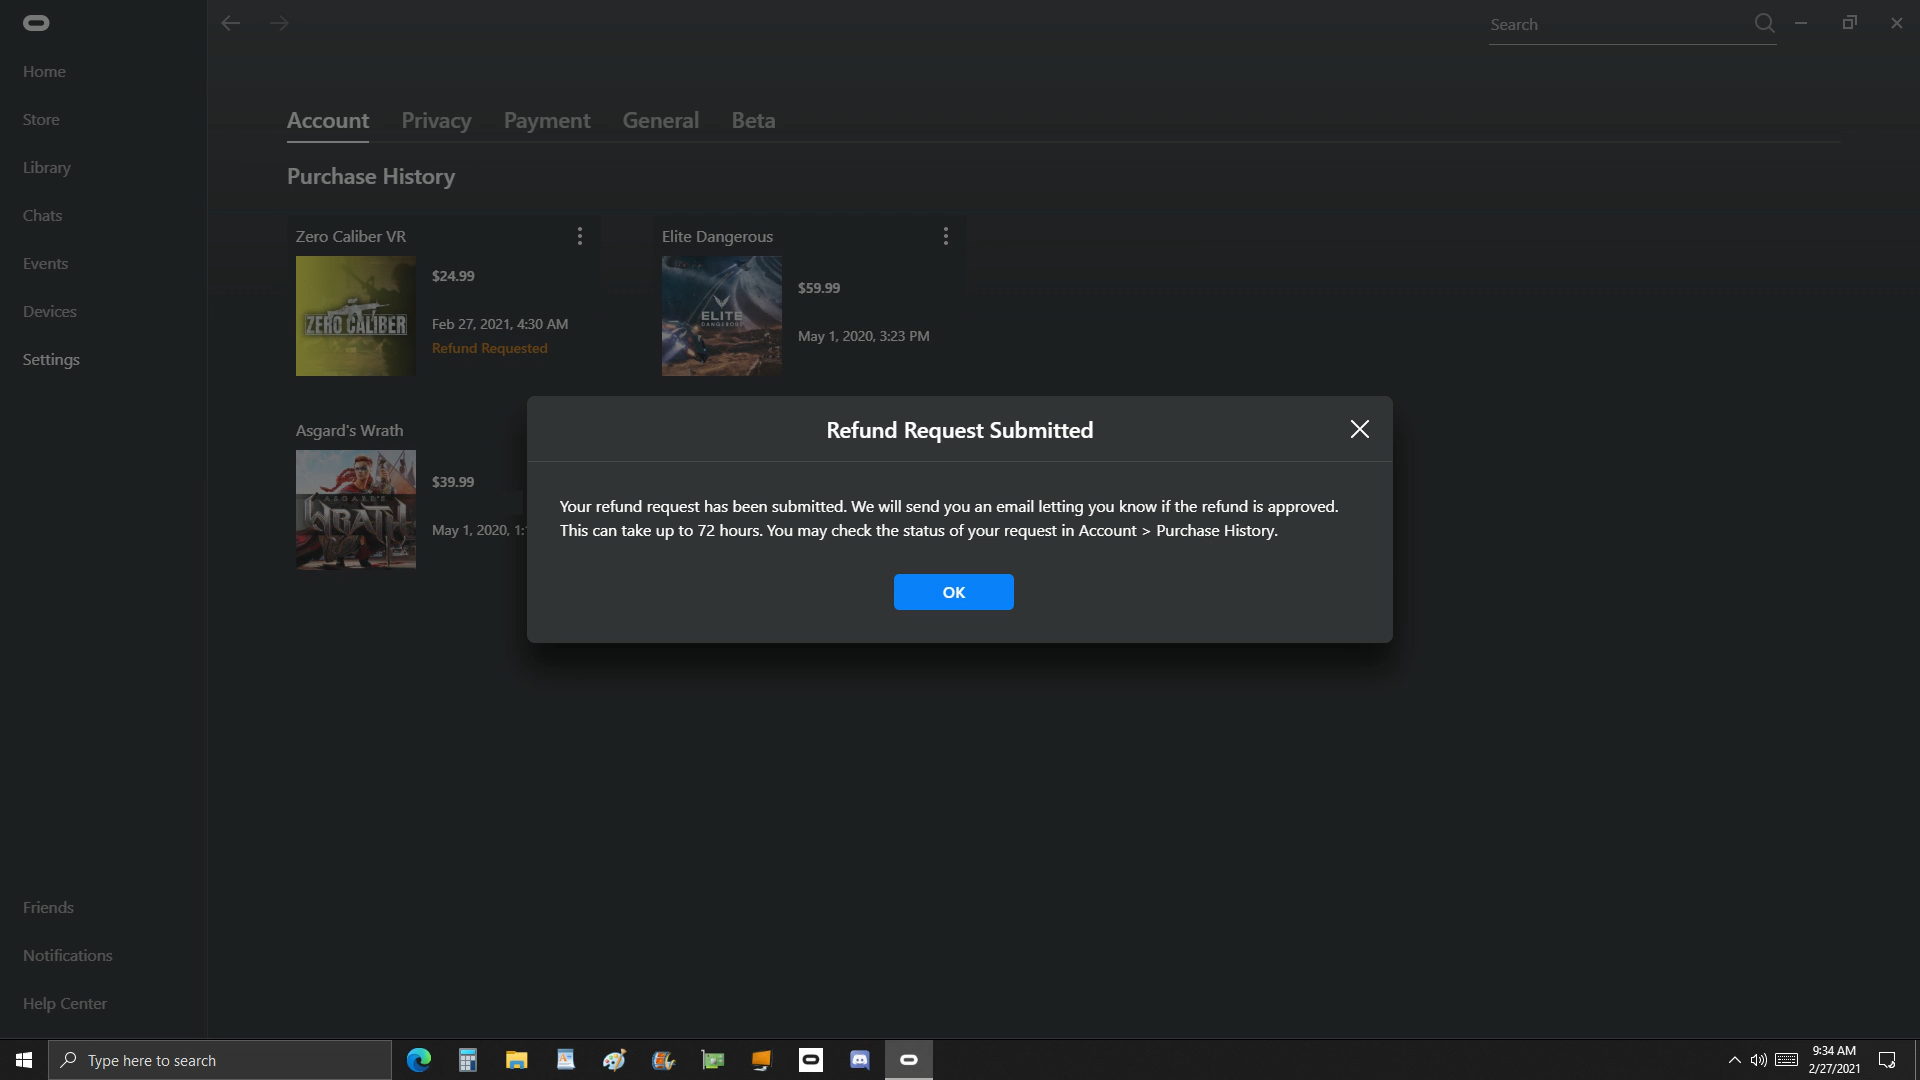 Search
Home
Store
Library
Chats
Events
Devices
Settings
Friends
Notifications
Help Center
Account Privacy Payment General Beta
Purchase History
Zero Caliber VR
ZERO CALIBER
$24.99
Feb 27, 2021, 4:30 AM
Refund Requested
Elite Dangerous
ELITE
DANGEROUS
$59.99
May 1, 2020, 3:23 PM
Asgard's Wrath
ASGARD'S
WRATH
$39.99
May 1, 2020,
Refund Request Submitted
Your refund request has been submitted. We will send you an email letting you know if the refund is approved.
This can take up to 72 hours. You may check the status of your request in Account > Purchase History.
OK
Type here to search
9:34 AM
2/27/2021